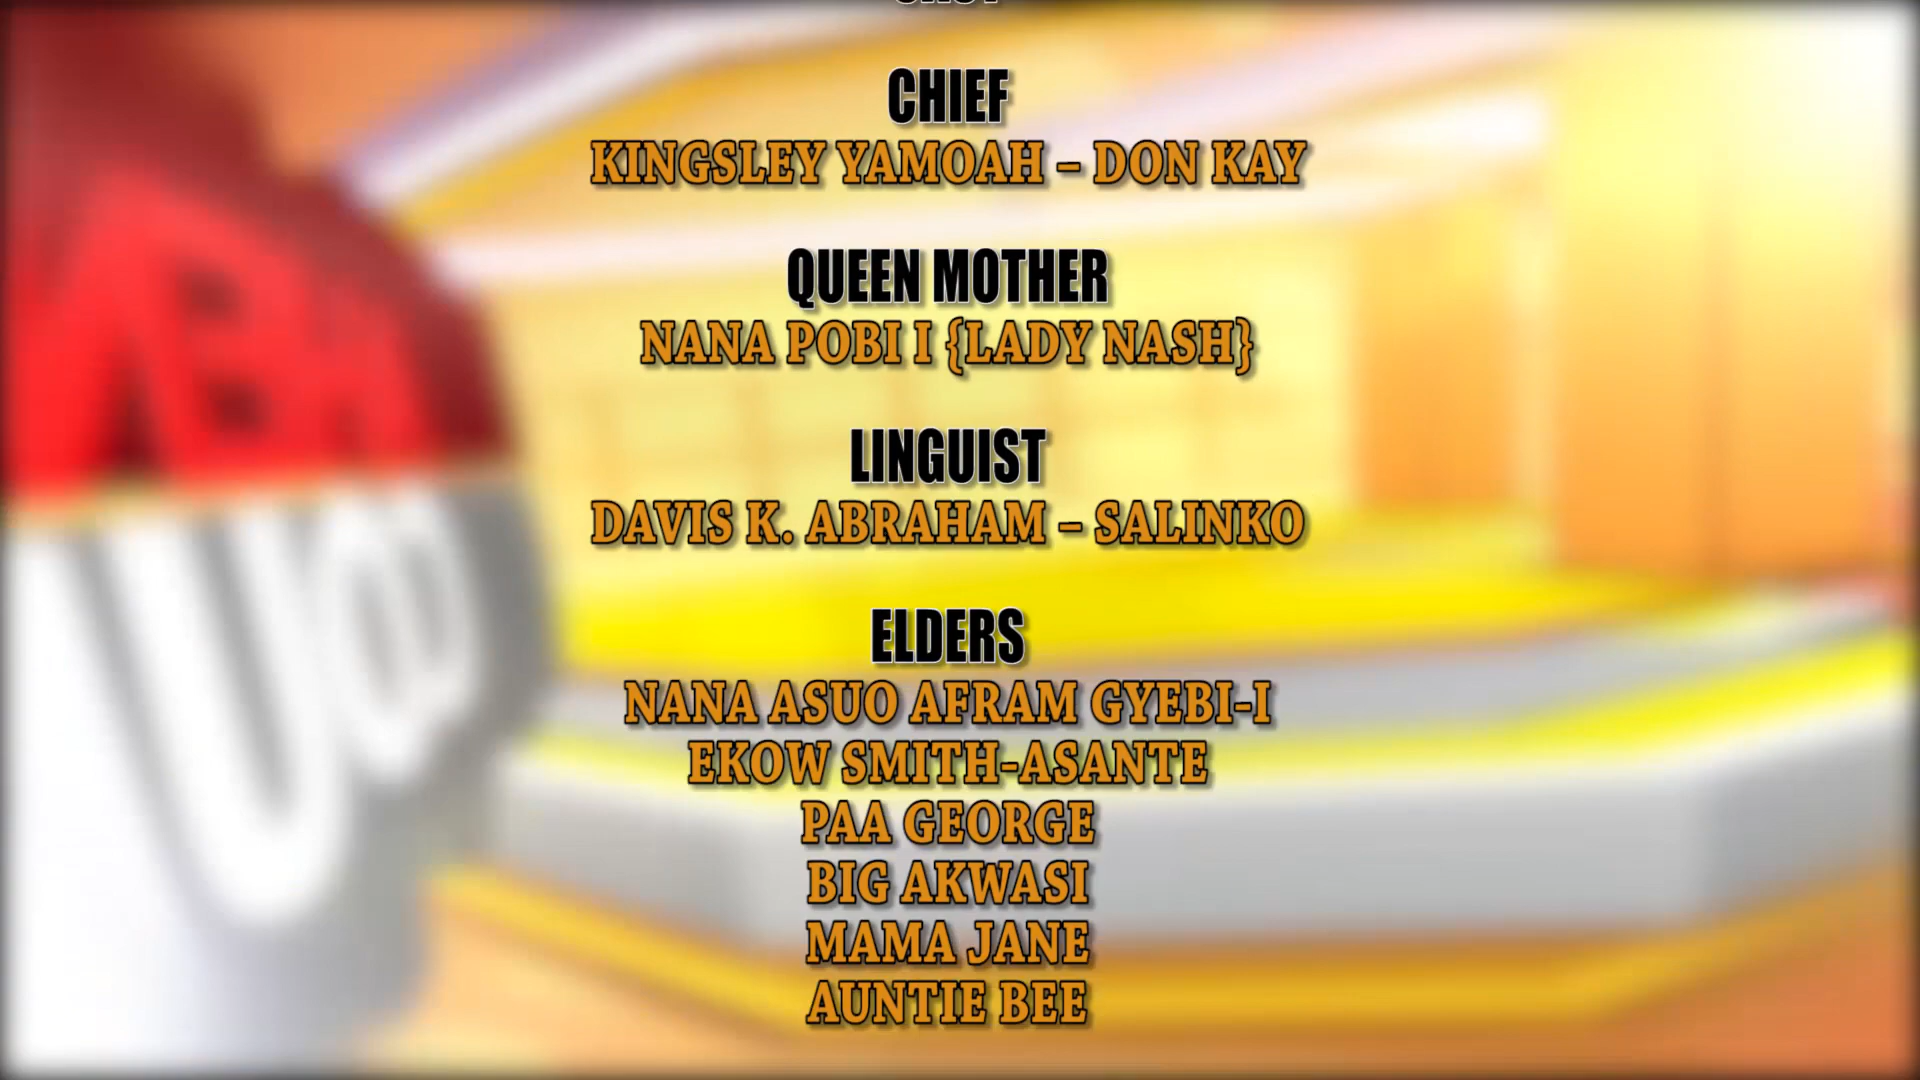 CHIEF
KINGSLEY YAMOAH – DON KAY
QUEEN MOTHER
NANA POBI I {LADY NASH}
LINGUIST
DAVIS K. ABRAHAM – SALINKO
ELDERS
NANA ASUO AFRAM GYEBI-I
EKOW SMITH-ASANTE
PAA GEORGE
BIG AKWASI
MAMA JANE
AUNTIE BEE